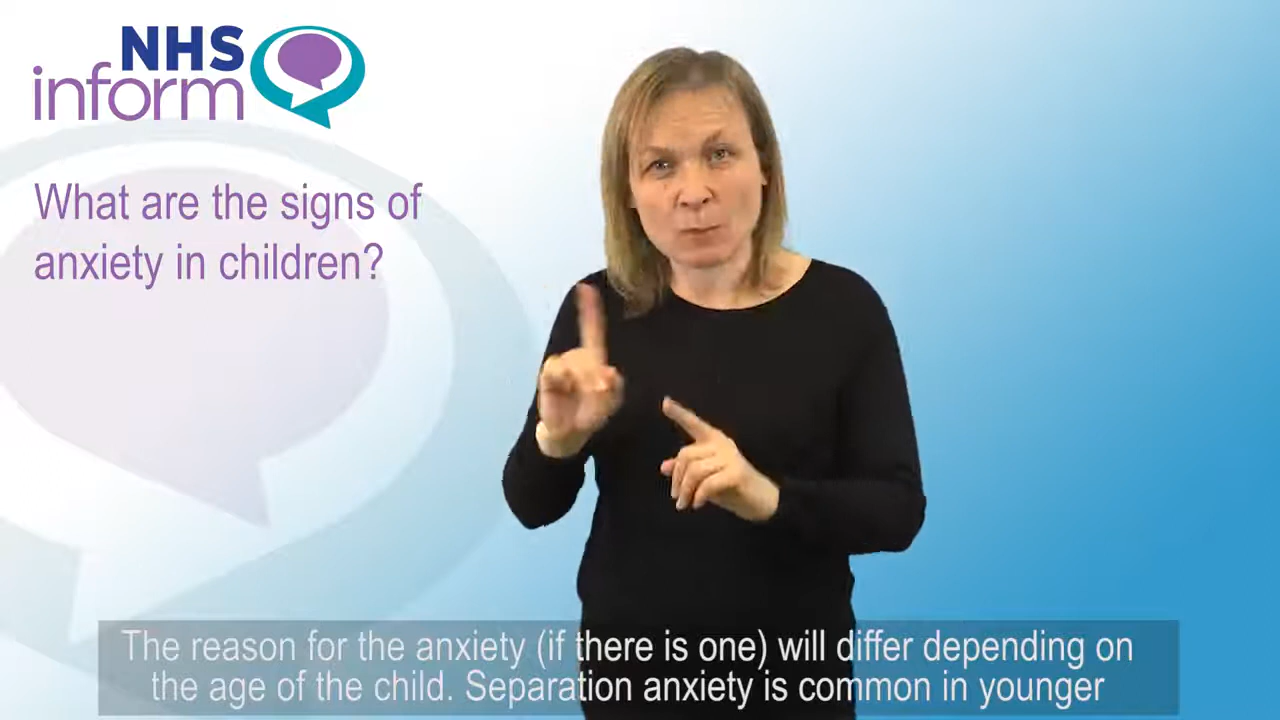 NHS
inform
What are the signs of
anxiety in children?
The reason for the anxiety (if there is one) will differ depending on
the age of the child. Separation anxiety is common in younger